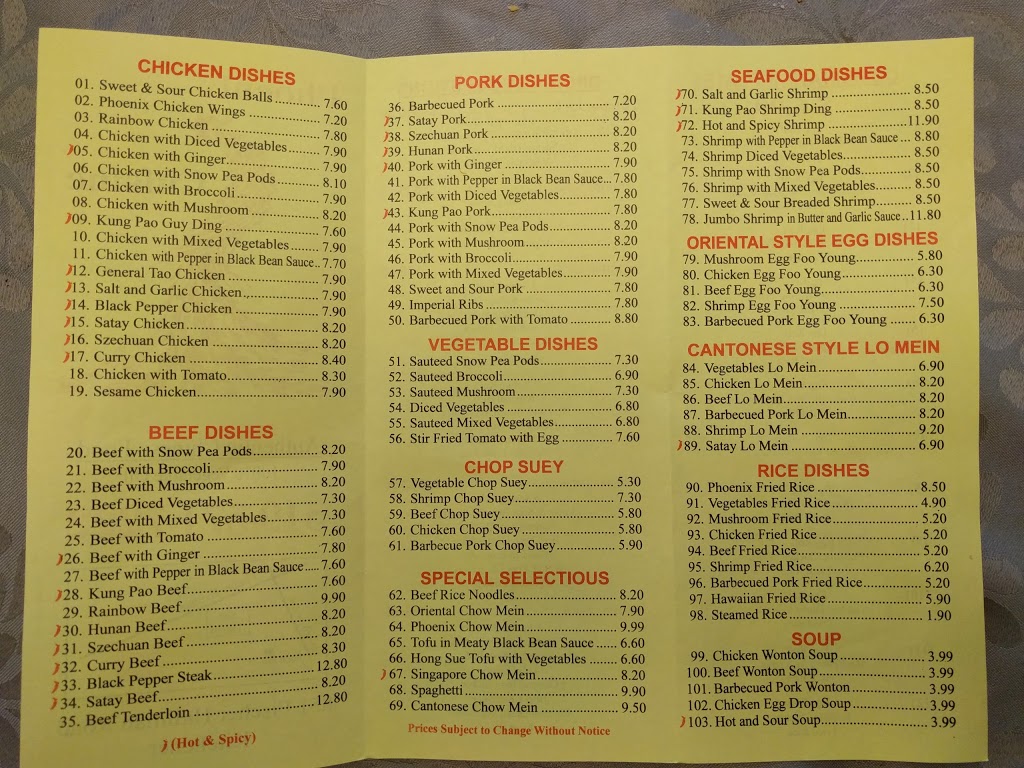 CHICKEN DISHES
01. Sweet & Sour Chicken Balls ............ 7.60
02. Phoenix Chicken Wings ............ 7.20
03. Rainbow Chicken ............ 7.80
04. Chicken with Diced Vegetables ........ 7.90
05. Chicken with Ginger ............ 7.90
06. Chicken with Snow Pea Pods ............ 8.10
07. Chicken with Broccoli ............ 7.90
08. Chicken with Mushroom ............ 8.20
09. Kung Pao Guy Ding ............ 7.60
10. Chicken with Mixed Vegetables ........ 7.90
11. Chicken with Pepper in Black Bean Sauce .. 7.70
12. General Tao Chicken ............ 7.90
13. Salt and Garlic Chicken ............ 7.90
14. Black Pepper Chicken ............ 7.90
15. Satay Chicken ............ 8.20
16. Szechuan Chicken ............ 8.20
17. Curry Chicken ............ 8.40
18. Chicken with Tomato ............ 8.30
19. Sesame Chicken ............ 7.90
BEEF DISHES
20. Beef with Snow Pea Pods ............ 8.20
21. Beef with Broccoli ............ 7.90
22. Beef with Mushroom ............ 8.20
23. Beef Diced Vegetables ............ 7.30
24. Beef with Mixed Vegetables ............ 7.30
25. Beef with Tomato ............ 7.60
26. Beef with Ginger ............ 7.80
27. Beef with Pepper in Black Bean Sauce .... 7.60
28. Kung Pao Beef ............ 7.60
29. Rainbow Beef ............ 9.90
30. Hunan Beef ............ 8.20
31. Szechuan Beef ............ 8.20
32. Curry Beef ............ 8.30
33. Black Pepper Steak ............ 12.80
34. Satay Beef ............ 8.20
35. Beef Tenderloin ............ 12.80
(Hot & Spicy)
PORK DISHES
36. Barbecued Pork ............ 7.20
37. Satay Pork ............ 8.20
38. Szechuan Pork ............ 8.20
39. Hunan Pork ............ 8.20
40. Pork with Ginger ............ 7.90
41. Pork with Pepper in Black Bean Sauce... 7.80
42. Pork with Diced Vegetables ............ 7.80
43. Kung Pao Pork ............ 7.80
44. Pork with Snow Pea Pods ............ 8.20
45. Pork with Mushroom ............ 8.20
46. Pork with Broccoli ............ 7.90
47. Pork with Mixed Vegetables ............ 7.90
48. Sweet and Sour Pork ............ 7.80
49. Imperial Ribs ............ 7.80
50. Barbecued Pork with Tomato ............ 8.80
VEGETABLE DISHES
51. Sauteed Snow Pea Pods ............ 7.30
52. Sauteed Broccoli ............ 6.90
53. Sauteed Mushroom ............ 7.30
54. Diced Vegetables ............ 6.80
55. Sauteed Mixed Vegetables ............ 6.80
56. Stir Fried Tomato with Egg ............ 7.60
CHOP SUEY
57. Vegetable Chop Suey ............ 5.30
58. Shrimp Chop Suey ............ 7.30
59. Beef Chop Suey ............ 5.80
60. Chicken Chop Suey ............ 5.80
61. Barbecue Pork Chop Suey ............ 5.90
SPECIAL SELECTIOUS
62. Beef Rice Noodles ............ 8.20
63. Oriental Chow Mein ............ 7.90
64. Phoenix Chow Mein ............ 9.99
65. Tofu in Meaty Black Bean Sauce ..... 6.60
66. Hong Sue Tofu with Vegetables ....... 6.60
67. Singapore Chow Mein ............ 8.20
68. Spaghetti ............ 9.90
69. Cantonese Chow Mein ............ 9.50
Prices Subject to Change Without Notice
SEAFOOD DISHES
70. Salt and Garlic Shrimp ............ 8.50
71. Kung Pao Shrimp Ding ............ 8.50
72. Hot and Spicy Shrimp ............ 11.90
73. Shrimp with Pepper in Black Bean Sauce ... 8.80
74. Shrimp Diced Vegetables ............ 8.50
75. Shrimp with Snow Pea Pods ............ 8.50
76. Shrimp with Mixed Vegetables ............ 8.50
77. Sweet & Sour Breaded Shrimp ............ 8.50
78. Jumbo Shrimp in Butter and Garlic Sauce .. 11.80
ORIENTAL STYLE EGG DISHES
79. Mushroom Egg Foo Young ............ 5.80
80. Chicken Egg Foo Young ............ 6.30
81. Beef Egg Foo Young ............ 6.30
82. Shrimp Egg Foo Young ............ 7.50
83. Barbecued Pork Egg Foo Young ....... 6.30
CANTONESE STYLE LO MEIN
84. Vegetables Lo Mein ............ 6.90
85. Chicken Lo Mein ............ 8.20
86. Beef Lo Mein ............ 8.20
87. Barbecued Pork Lo Mein ............ 8.20
88. Shrimp Lo Mein ............ 9.20
89. Satay Lo Mein ............ 6.90
RICE DISHES
90. Phoenix Fried Rice ............ 8.50
91. Vegetables Fried Rice ............ 4.90
92. Mushroom Fried Rice ............ 5.20
93. Chicken Fried Rice ............ 5.20
94. Beef Fried Rice ............ 5.20
95. Shrimp Fried Rice ............ 6.20
96. Barbecued Pork Fried Rice ............ 5.20
97. Hawaiian Fried Rice ............ 5.90
98. Steamed Rice ............ 1.90
SOUP
99. Chicken Wonton Soup ............ 3.99
100. Beef Wonton Soup ............ 3.99
101. Barbecued Pork Wonton ............ 3.99
102. Chicken Egg Drop Soup ............ 3.99
103. Hot and Sour Soup ............ 3.99